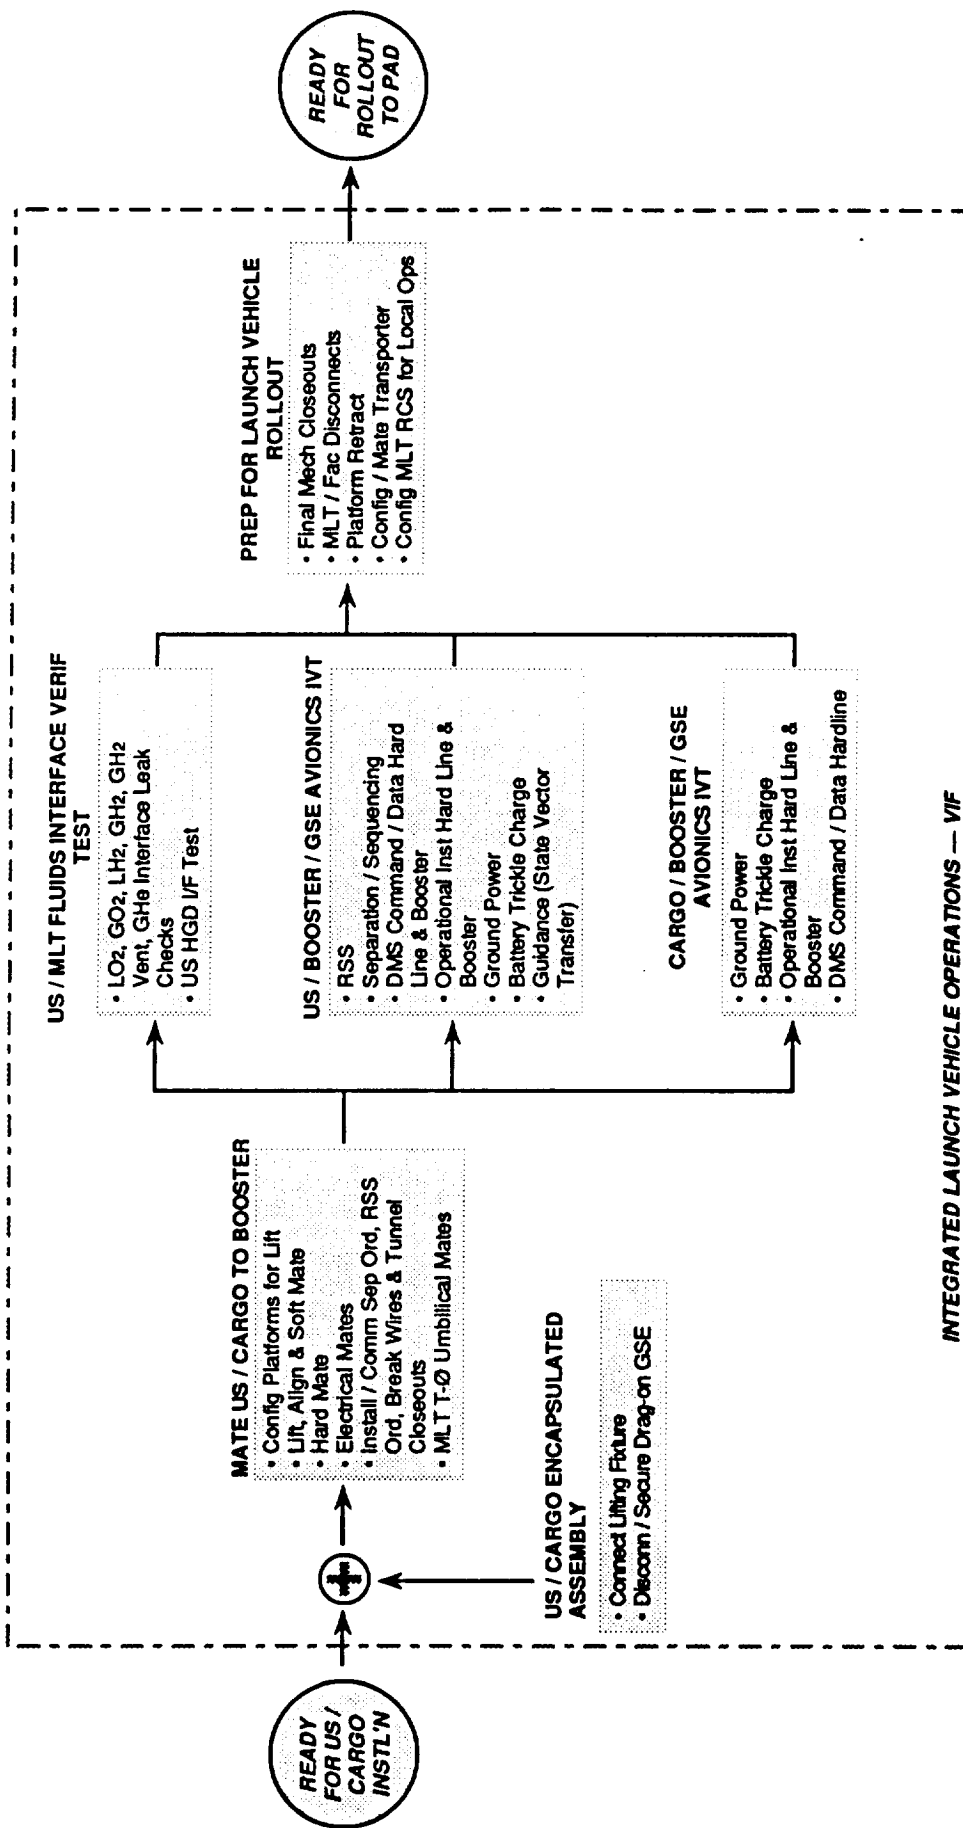 READY
FOR US /
CARGO
INSTL'N
US / CARGO ENCAPSULATED
ASSEMBLY
• Connect Lifting Fixture
• Disconn / Secure Drag-on GSE
MATE US / CARGO TO BOOSTER
• Config Platforms for Lift
• Lift, Align & Soft Mate
• Hard Mate
• Electrical Mates
• Install / Comm Sep Ord, RSS
Ord, Break Wires & Tunnel
Closeouts
• MLT T-Ø Umbilical Mates
US / MLT FLUIDS INTERFACE VERIF
TEST
• LO2, GO2, LH2, GH2, GH2
Vent, GHe Interface Leak
Checks
• US HGD I/F Test
US / BOOSTER / GSE AVIONICS IVT
• RSS
• Separation / Sequencing
• DMS Command / Data Hard
Line & Booster
• Operational Inst Hard Line &
Booster
• Ground Power
• Battery Trickle Charge
• Guidance (State Vector
Transfer)
CARGO / BOOSTER / GSE
AVIONICS IVT
• Ground Power
• Battery Trickle Charge
• Operational Inst Hard Line &
Booster
• DMS Command / Data Hardline
PREP FOR LAUNCH VEHICLE
ROLLOUT
• Final Mech Closeouts
• MLT / Fac Disconnects
• Platform Retract
• Config / Mate Transporter
• Config MLT RCS for Local Ops
READY
FOR
ROLLOUT
TO PAD
INTEGRATED LAUNCH VEHICLE OPERATIONS — VIF